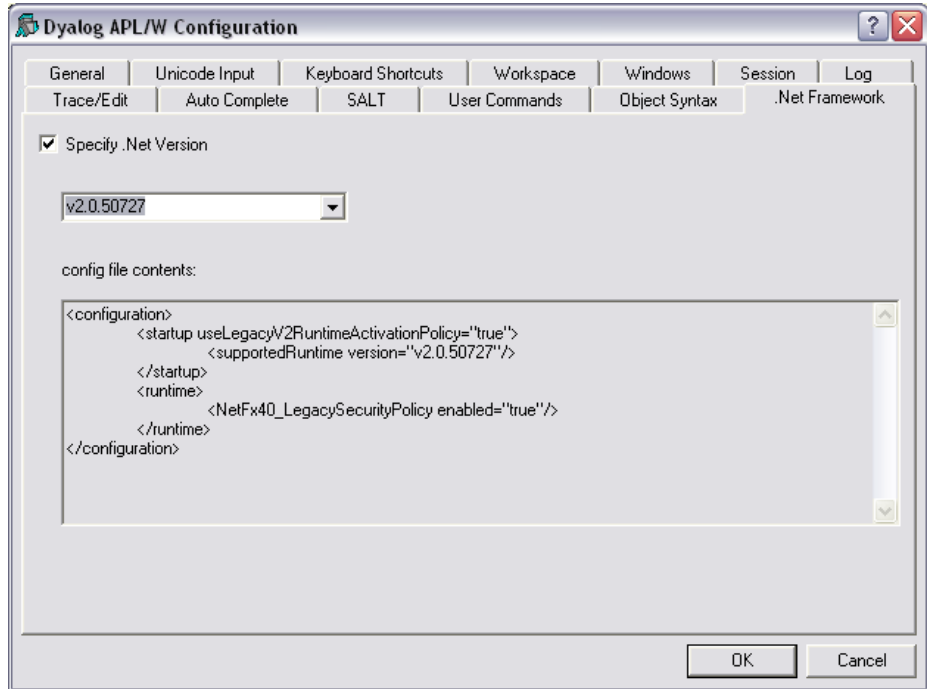 Dyalog APL/W Configuration
General Unicode Input Keyboard Shortcuts Workspace Windows Session Log
Trace/Edit Auto Complete SALT User Commands Object Syntax .Net Framework
Specify .Net Version
v2.0.50727
config file contents:
<configuration>
<startup useLegacyV2RuntimeActivationPolicy="true">
<supportedRuntime version="v2.0.50727"/>
</startup>
<runtime>
<NetFx40_LegacySecurityPolicy enabled="true"/>
</runtime>
</configuration>
OK Cancel